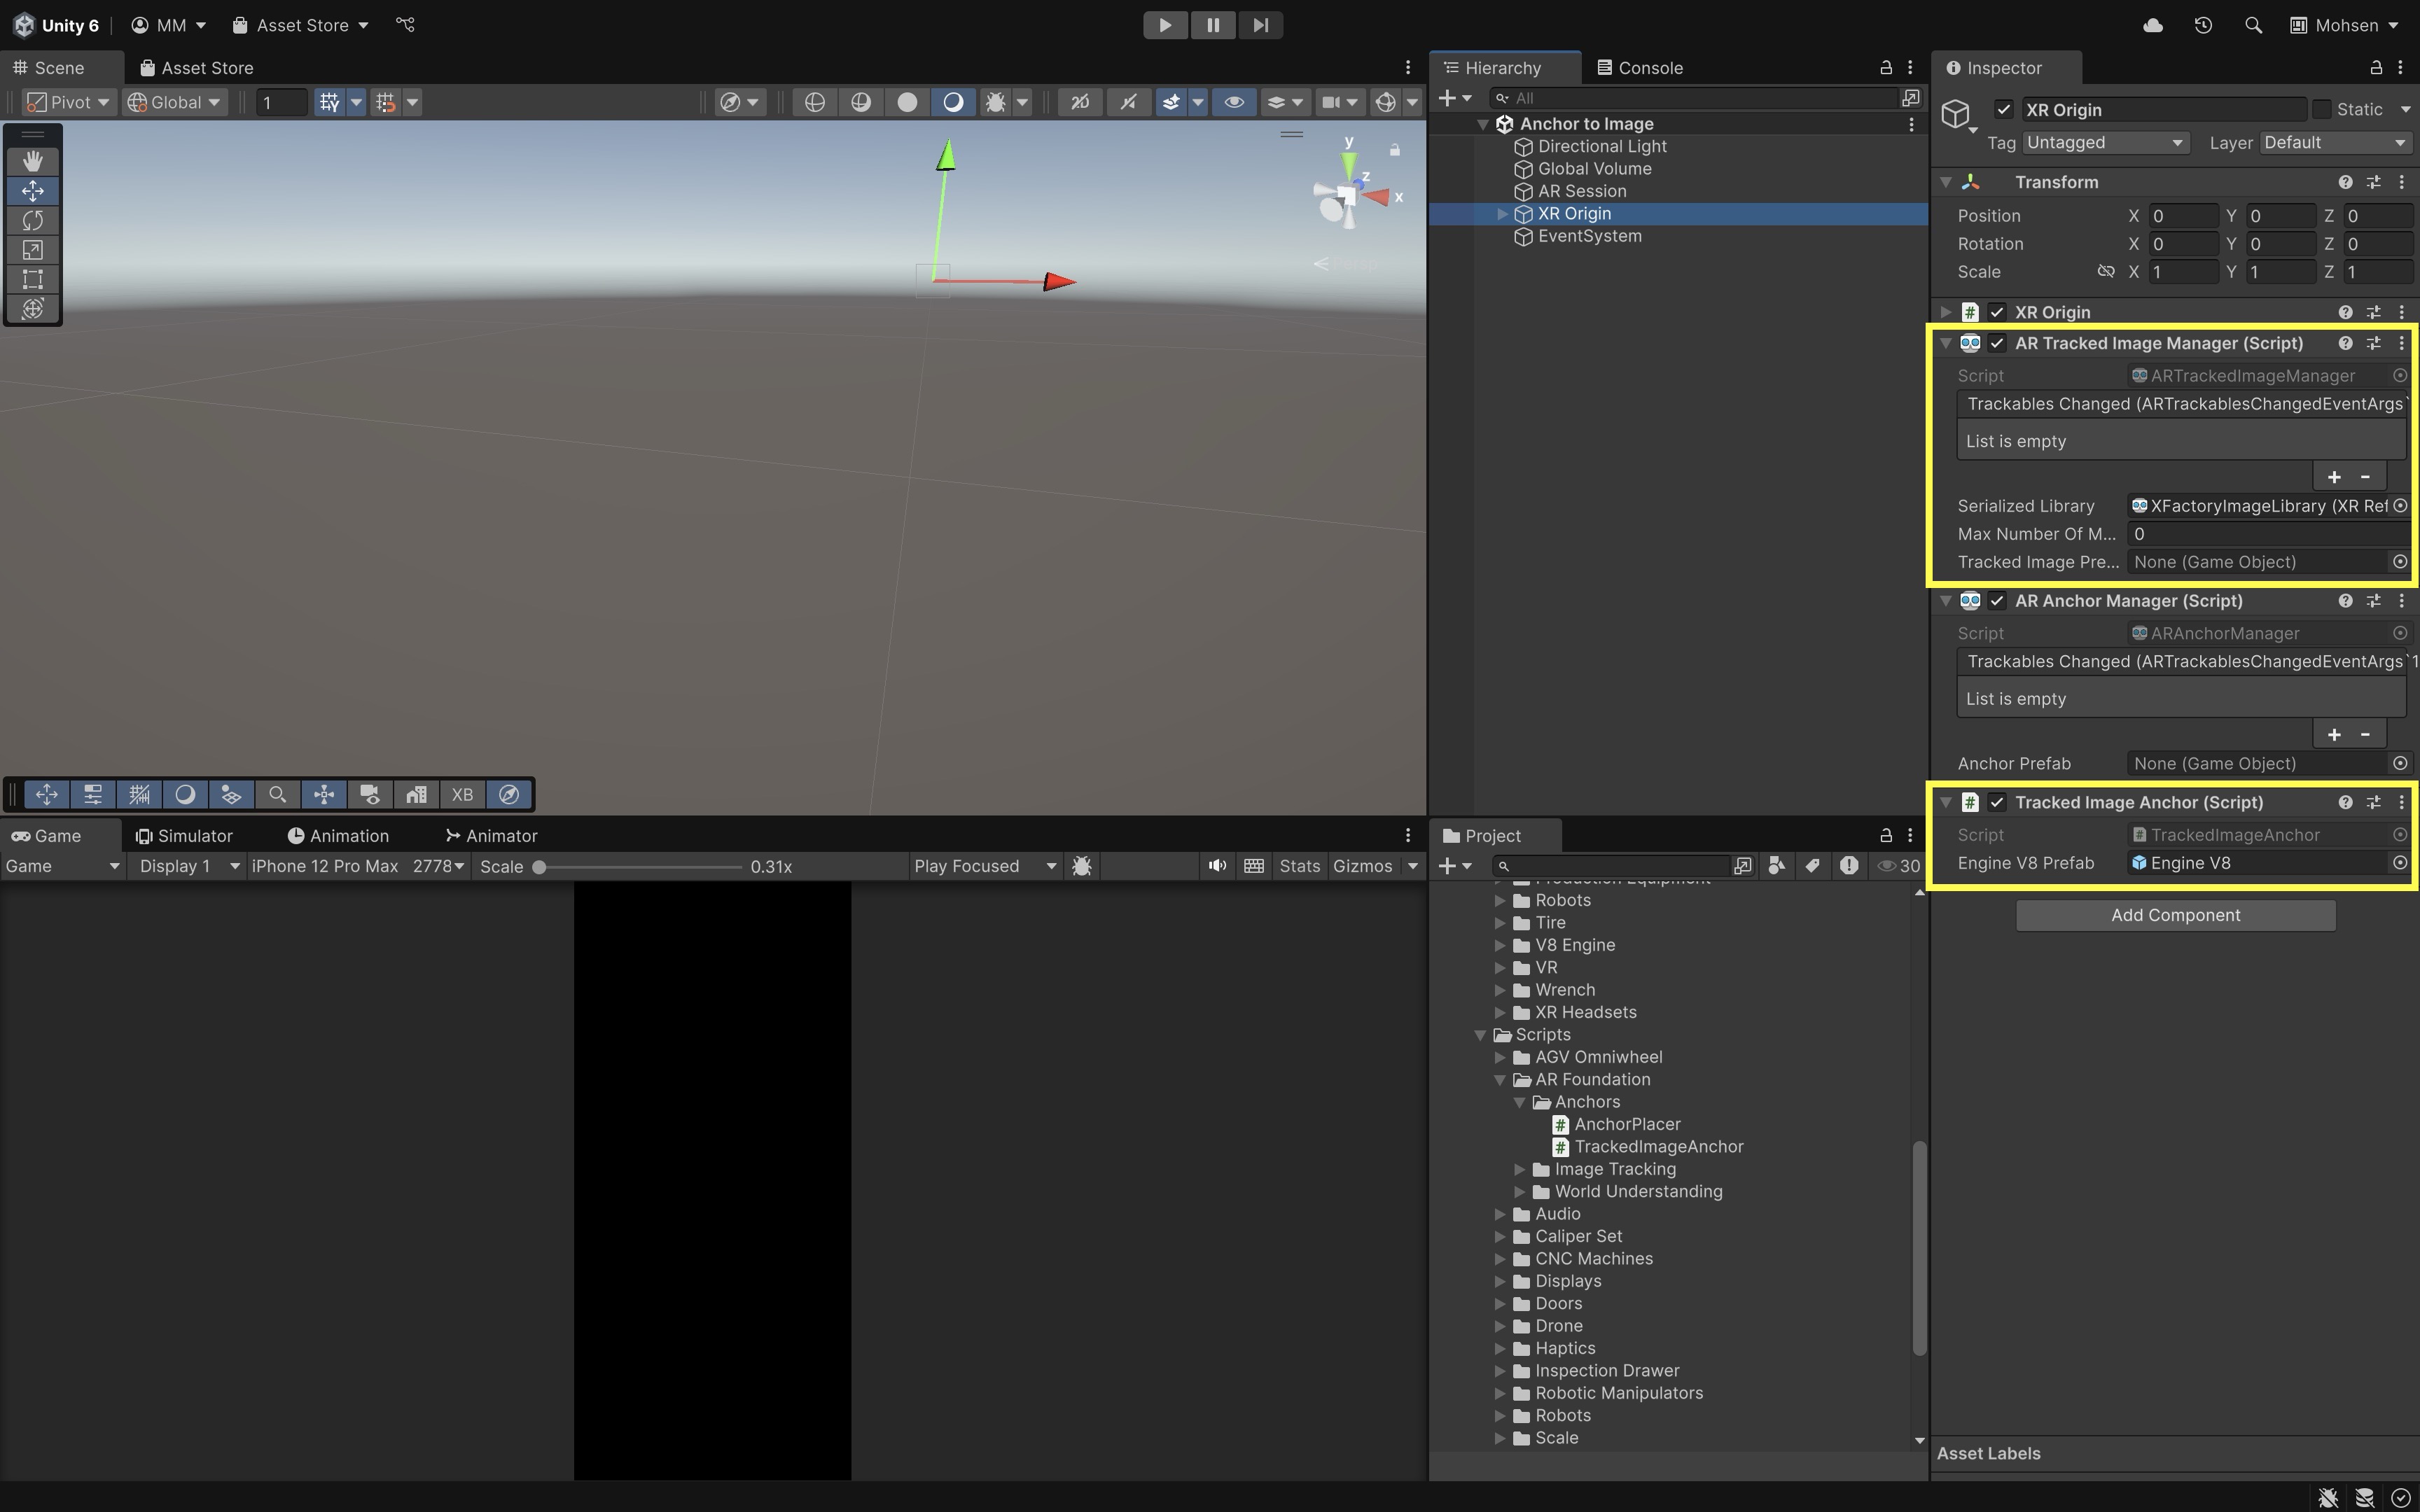 Unity 6 MM Asset Store Mohsen
Scene Asset Store
Pivot Global 1 2D
y
z
x
Game Simulator Animation Animator
Game Display 1 iPhone 12 Pro Max 2778 Scale 0.31x Play Focused Stats Gizmos
XB
Hierarchy Console
All
Anchor to Image
Directional Light
Global Volume
AR Session
XR Origin
EventSystem
Project
30
Production Equipment
Robots
Tire
V8 Engine
VR
Wrench
XR Headsets
Scripts
AGV Omniwheel
AR Foundation
Anchors
AnchorPlacer
TrackedImageAnchor
Image Tracking
World Understanding
Audio
Caliper Set
CNC Machines
Displays
Doors
Drone
Haptics
Inspection Drawer
Robotic Manipulators
Robots
Scale
Inspector
XR Origin Static
Tag Untagged Layer Default
Transform
Position X 0 Y 0 Z 0
Rotation X 0 Y 0 Z 0
Scale X 1 Y 1 Z 1
XR Origin
AR Tracked Image Manager (Script)
Script ARTrackedImageManager
Trackables Changed (ARTrackablesChangedEventArgs`
List is empty
+ -
Serialized Library XFactoryImageLibrary (XR Ref
Max Number Of M... 0
Tracked Image Pre... None (Game Object)
AR Anchor Manager (Script)
Script ARAnchorManager
Trackables Changed (ARTrackablesChangedEventArgs`1
List is empty
+ -
Anchor Prefab None (Game Object)
Tracked Image Anchor (Script)
Script TrackedImageAnchor
Engine V8 Prefab Engine V8
Add Component
Asset Labels